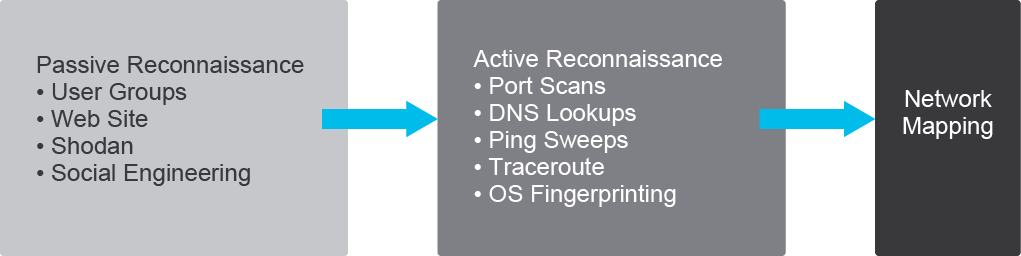 Passive Reconnaissance
• User Groups
• Web Site
• Shodan
• Social Engineering
Active Reconnaissance
• Port Scans
• DNS Lookups
• Ping Sweeps
• Traceroute
• OS Fingerprinting
Network
Mapping